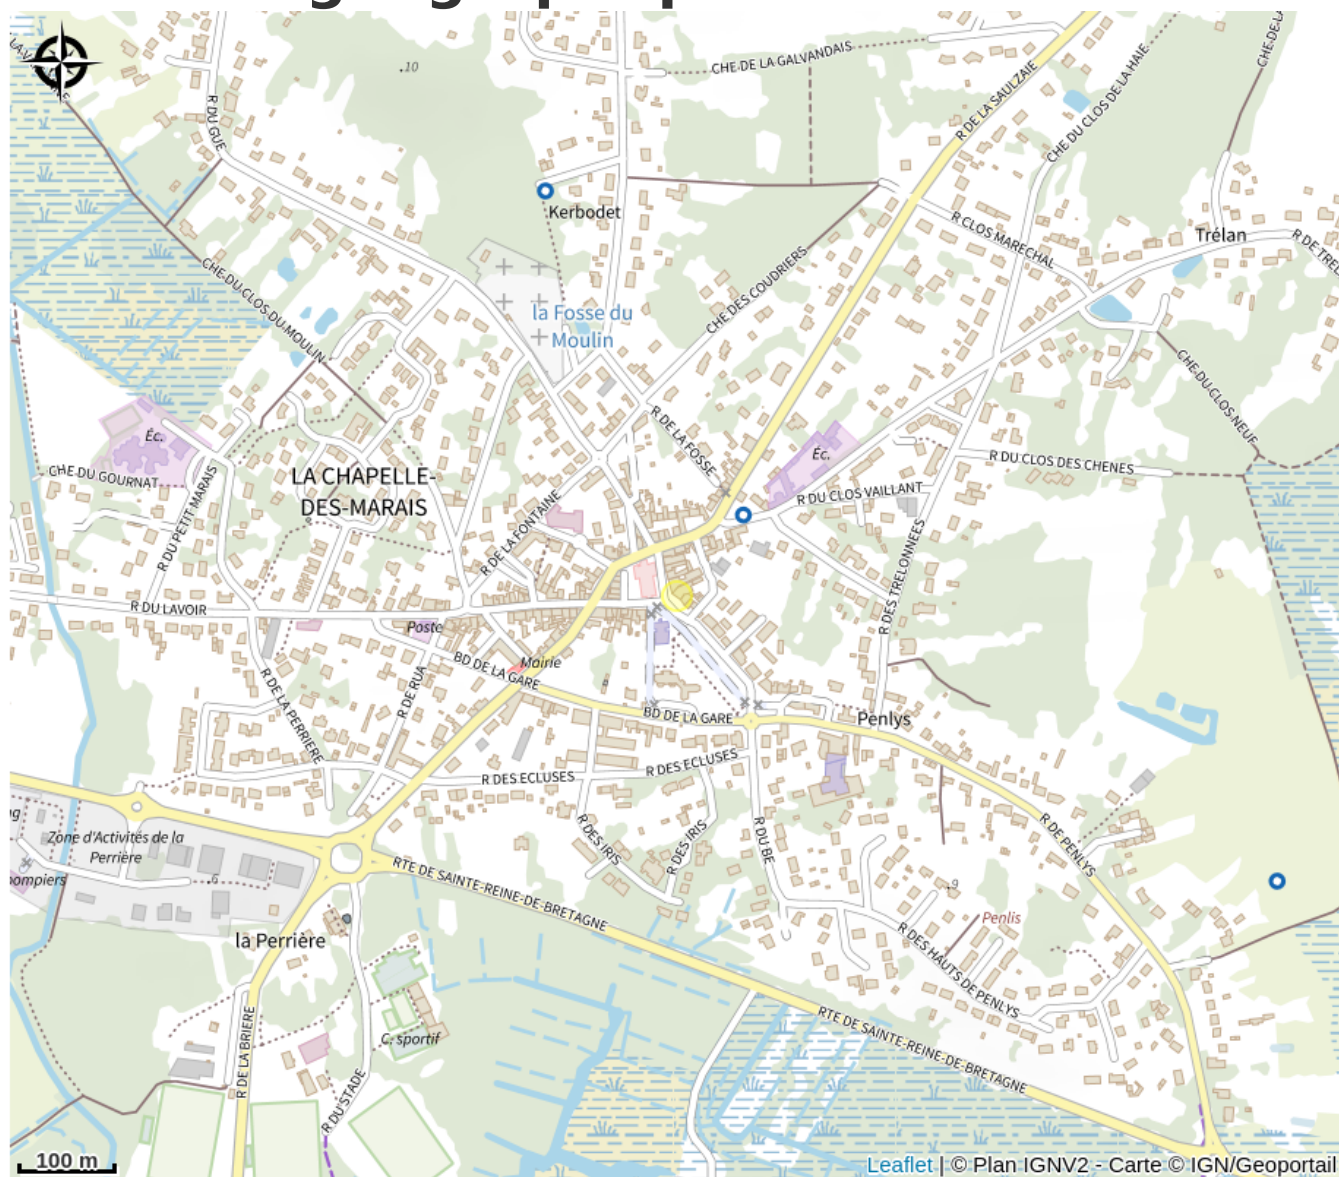 CHE DE LA GALVANDAIS
.10
R DE LA SAULZAIE
CHE DU CLOS DE LA HAIE
R DU GUE
Kerbodet
R CLOS MARECHAL
Trélan
CHE DU CLOS DU MOULIN
CHE DES COUDRIERS
la Fosse du
Moulin
CHE DU CLOS NEUF
R DE LA FOSSE
Éc.
Éc.
CHE DU GOURNAT
LA CHAPELLE-
DES-MARAIS
R DU CLOS DES CHENES
R DU CLOS VAILLANT
R DU PETIT MARAIS
R DE LA FONTAINE
R DES TRELONNEES
R DU LAVOIR
Poste
Mairie
BD DE LA GARE
R DE RUA
R DE LA PERRIERE
BD DE LA GARE
Penlys
R DES ECLUSES
R DES ECLUSES
R DES IRIS
R DES IRIS
R DU BE
R DE PENLYS
Zone d'Activités de la
Perrière
.6
RTE DE SAINTE-REINE-DE-BRETAGNE
.9
Penlis
la Perrière
R DES HAUTS DE PENLYS
C. sportif
R DE LA BRIERE
R DU STADE
RTE DE SAINTE-REINE-DE-BRETAGNE
100 m
Leaflet | © Plan IGNV2 - Carte © IGN/Geoportail